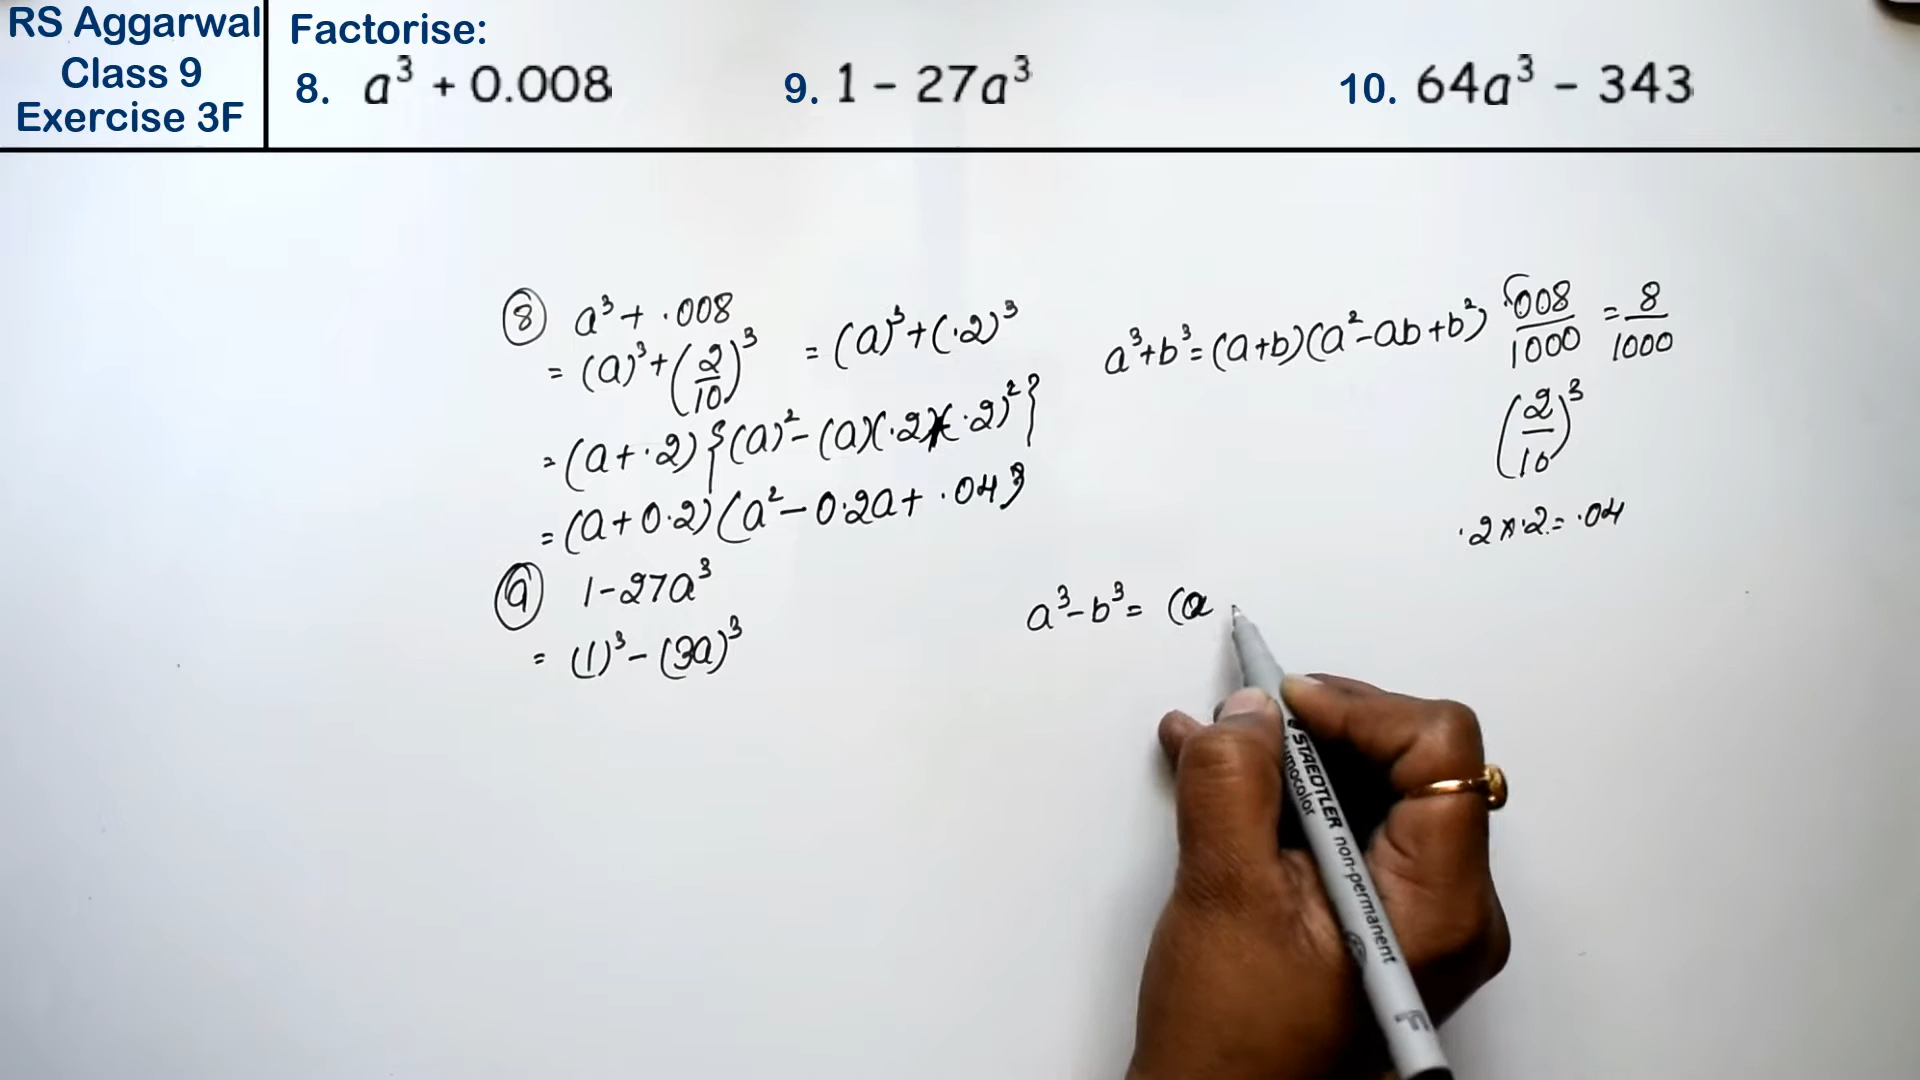 RS Aggarwal
Class 9
Exercise 3F
Factorise:
8. a³ + 0.008
9. 1 - 27a³
10. 64a³ - 343
⑧ a³ + .008
= (a)³ + (2/10)³ = (a)³ + (.2)³
= (a + .2) {(a)² - (a)(.2)+(.2)²}
= (a + 0.2) (a² - 0.2a + .04)
a³+b³ = (a+b)(a²-ab+b²)
008/1000 = 8/1000
(2/10)³
.2 × .2 = .04
⑨ 1 - 27a³
= (1)³ - (3a)³
a³ - b³ = (a
STAEDTLER non-permanent
lumocolor
F